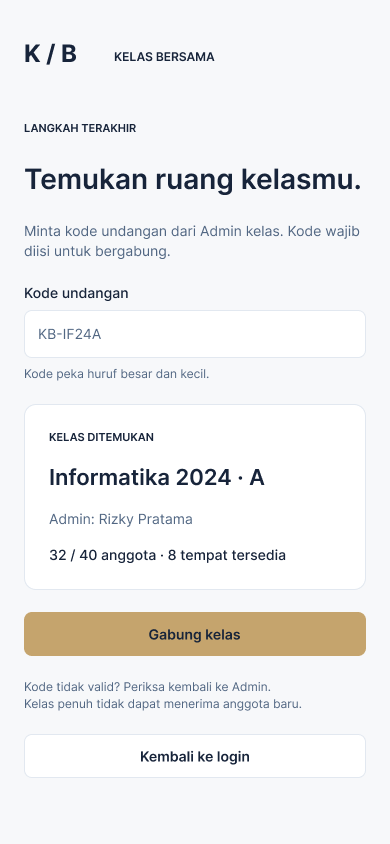 K / B
KELAS BERSAMA
LANGKAH TERAKHIR
Temukan ruang kelasmu.
Minta kode undangan dari Admin kelas. Kode wajib
diisi untuk bergabung.
Kode undangan
KB-IF24A
Kode peka huruf besar dan kecil.
KELAS DITEMUKAN
Informatika 2024 · A
Admin: Rizky Pratama
32 / 40 anggota · 8 tempat tersedia
Gabung kelas
Kode tidak valid? Periksa kembali ke Admin.
Kelas penuh tidak dapat menerima anggota baru.
Kembali ke login